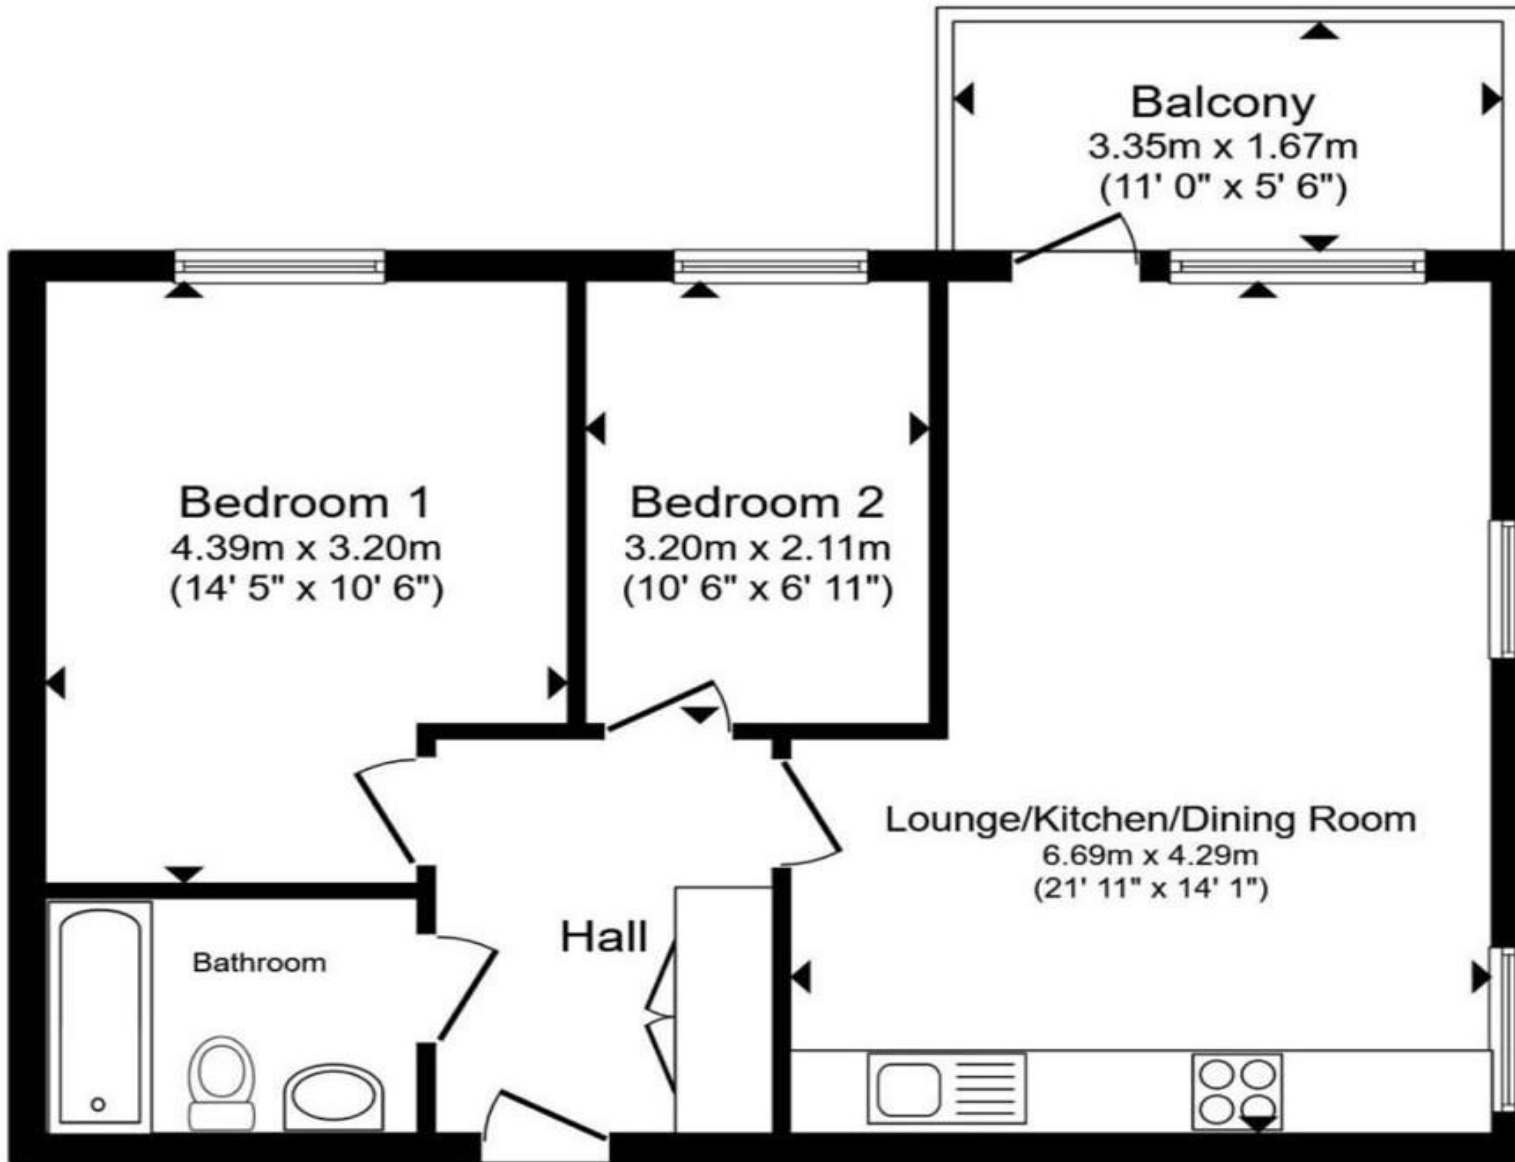 Balcony
3.35m x 1.67m
(11' 0" x 5' 6")
Bedroom 1
4.39m x 3.20m
(14' 5" x 10' 6")
Bedroom 2
3.20m x 2.11m
(10' 6" x 6' 11")
Lounge/Kitchen/Dining Room
6.69m x 4.29m
(21' 11" x 14' 1")
Hall
Bathroom